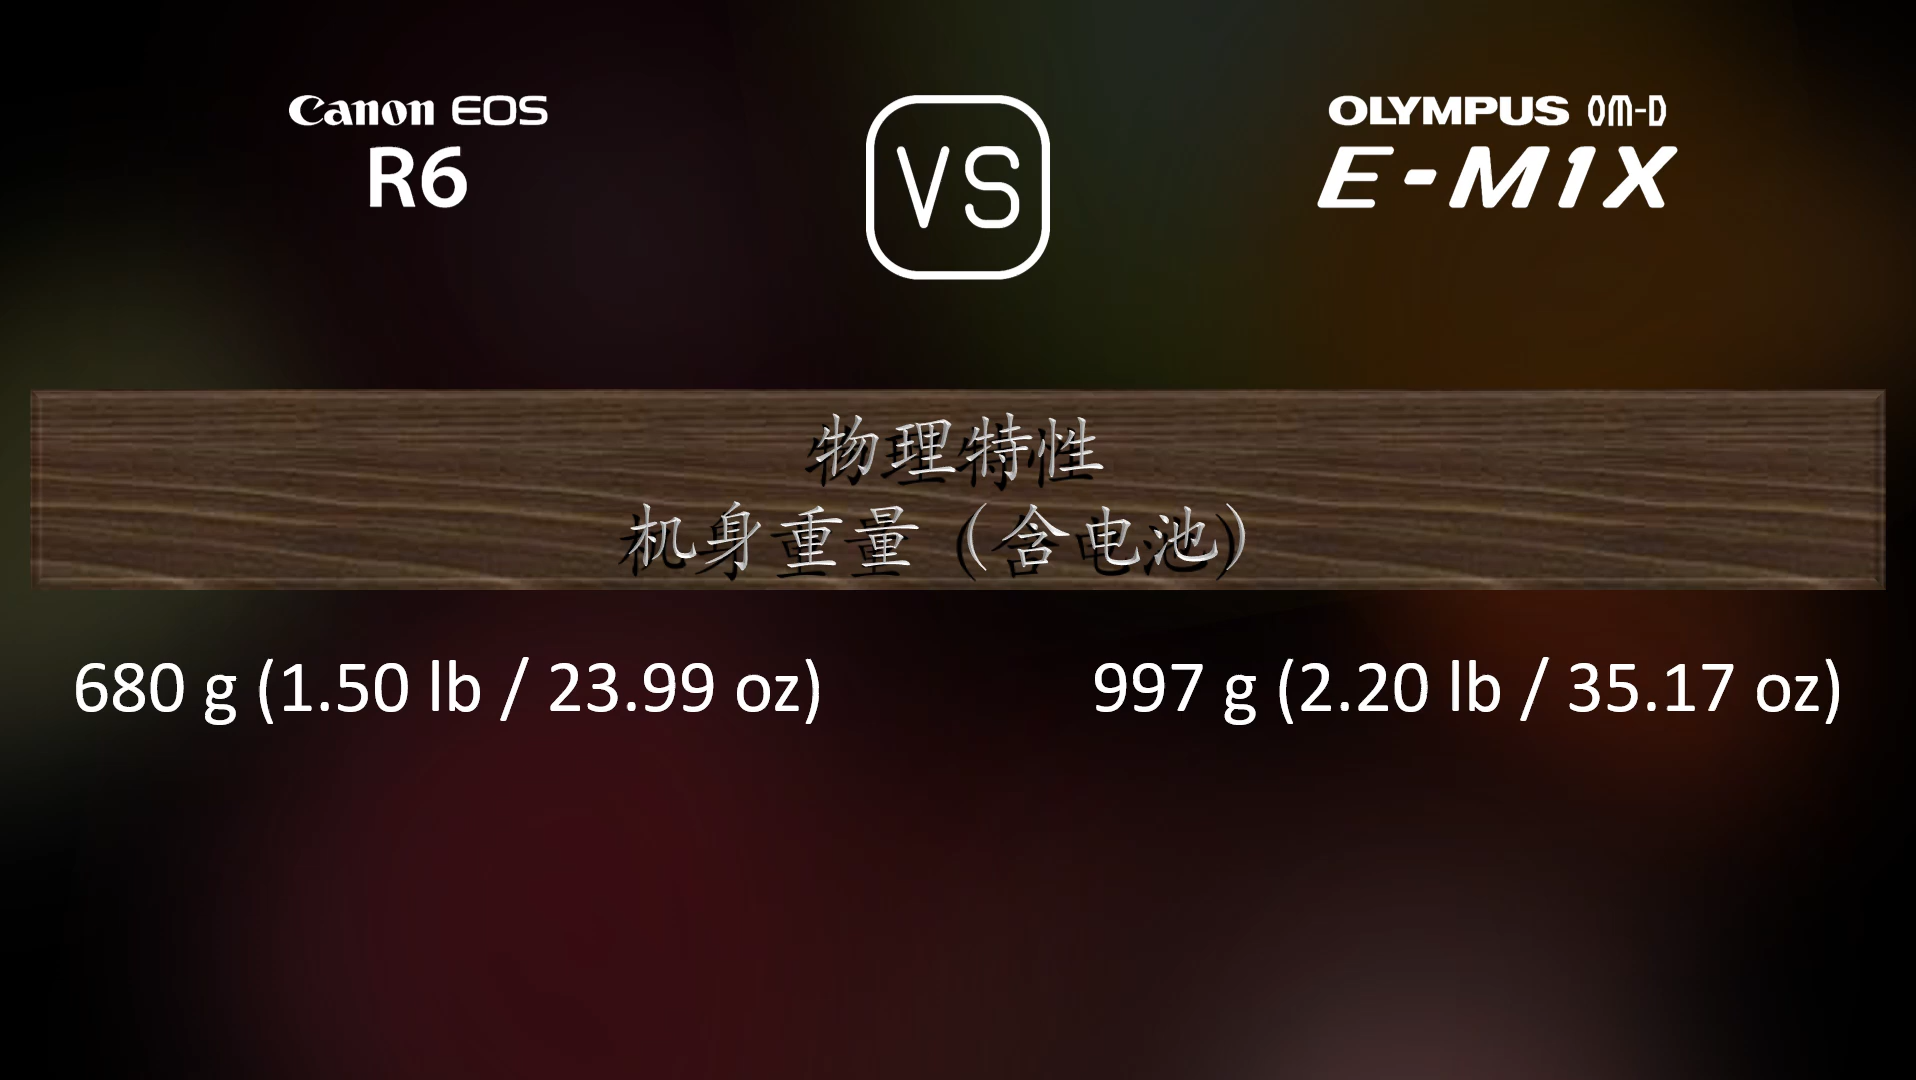 Canon EOS
R6
VS
OLYMPUS OM-D
E-M1X
物理特性
机身重量（含电池）
680 g (1.50 lb / 23.99 oz)
997 g (2.20 lb / 35.17 oz)